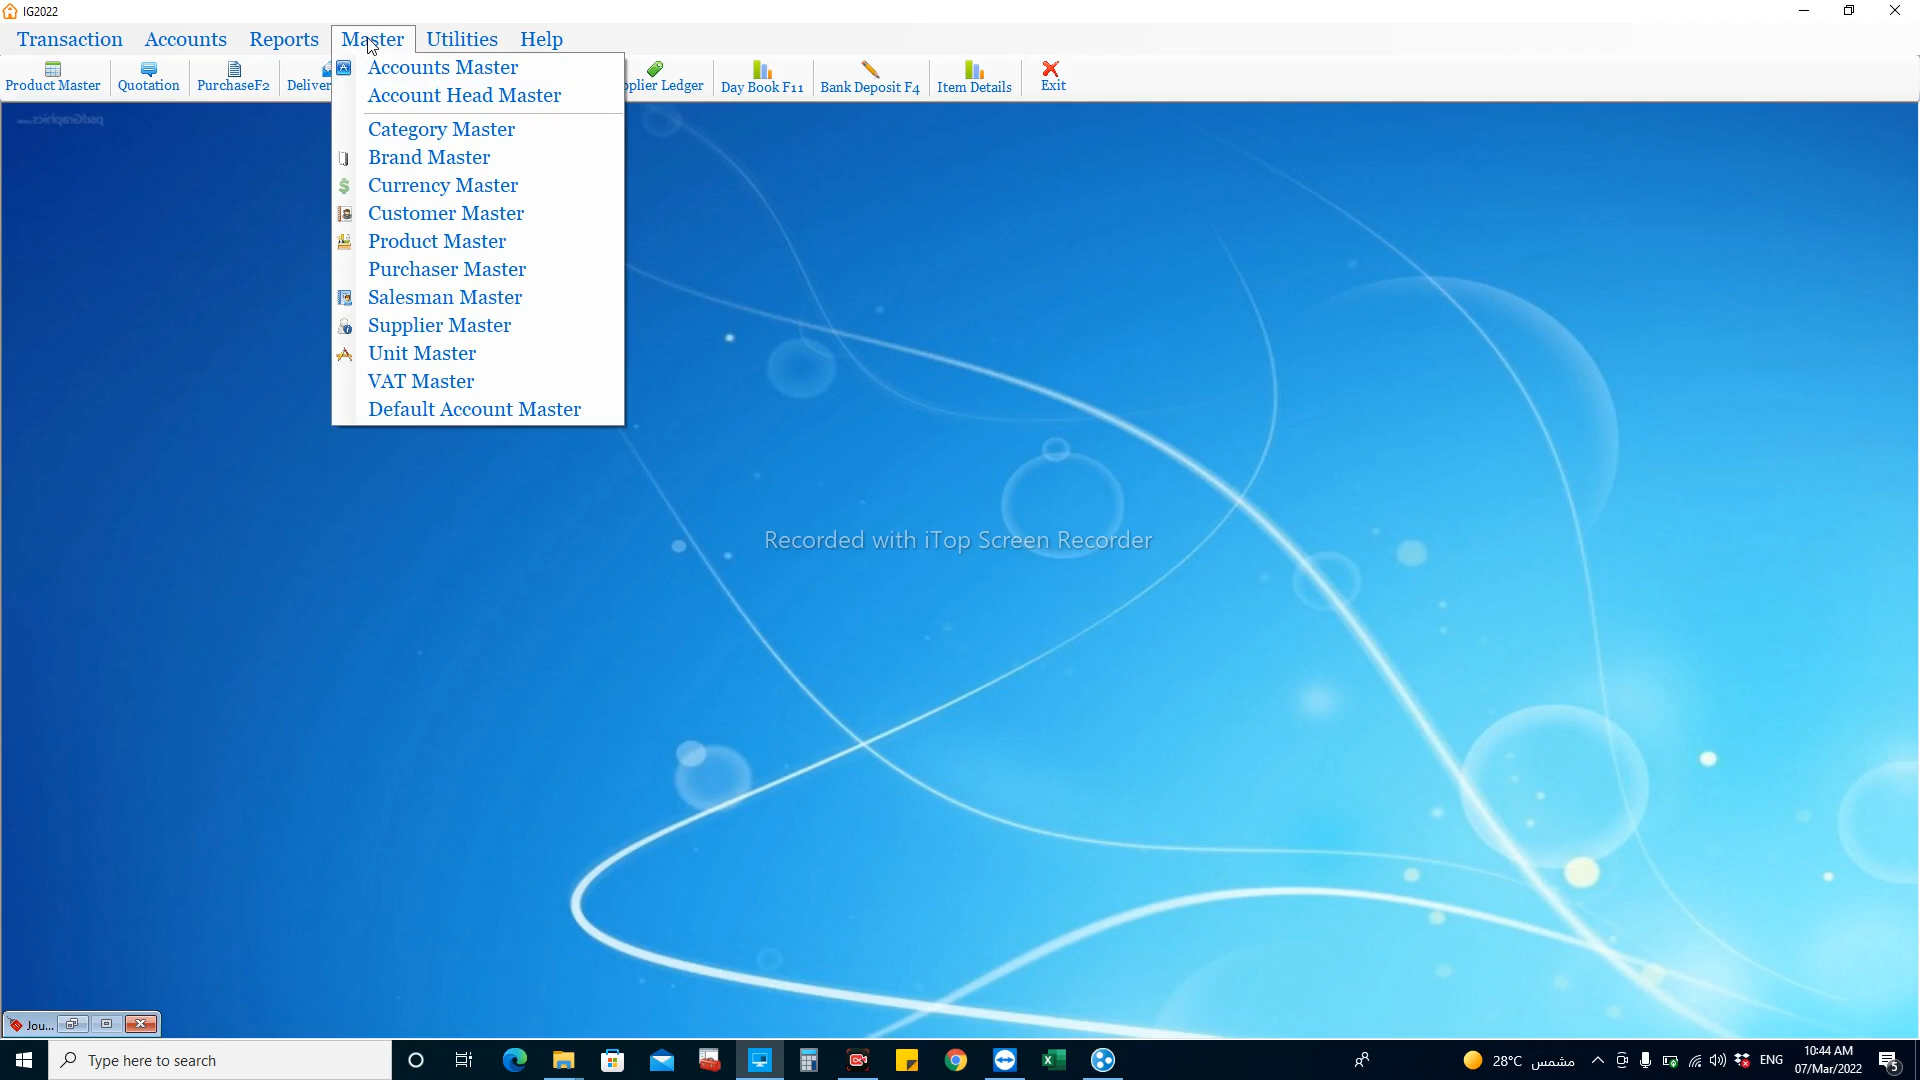 IG2022
Transaction Accounts Reports Master Utilities Help
Product Master Quotation PurchaseF2 Deliver pplier Ledger Day Book F11 Bank Deposit F4 Item Details Exit
Accounts Master
Account Head Master
Category Master
Brand Master
Currency Master
Customer Master
Product Master
Purchaser Master
Salesman Master
Supplier Master
Unit Master
VAT Master
Default Account Master
psdGraphics
Recorded with iTop Screen Recorder
Jou...
Type here to search
28°C مشمس ENG
10:44 AM
07/Mar/2022
5